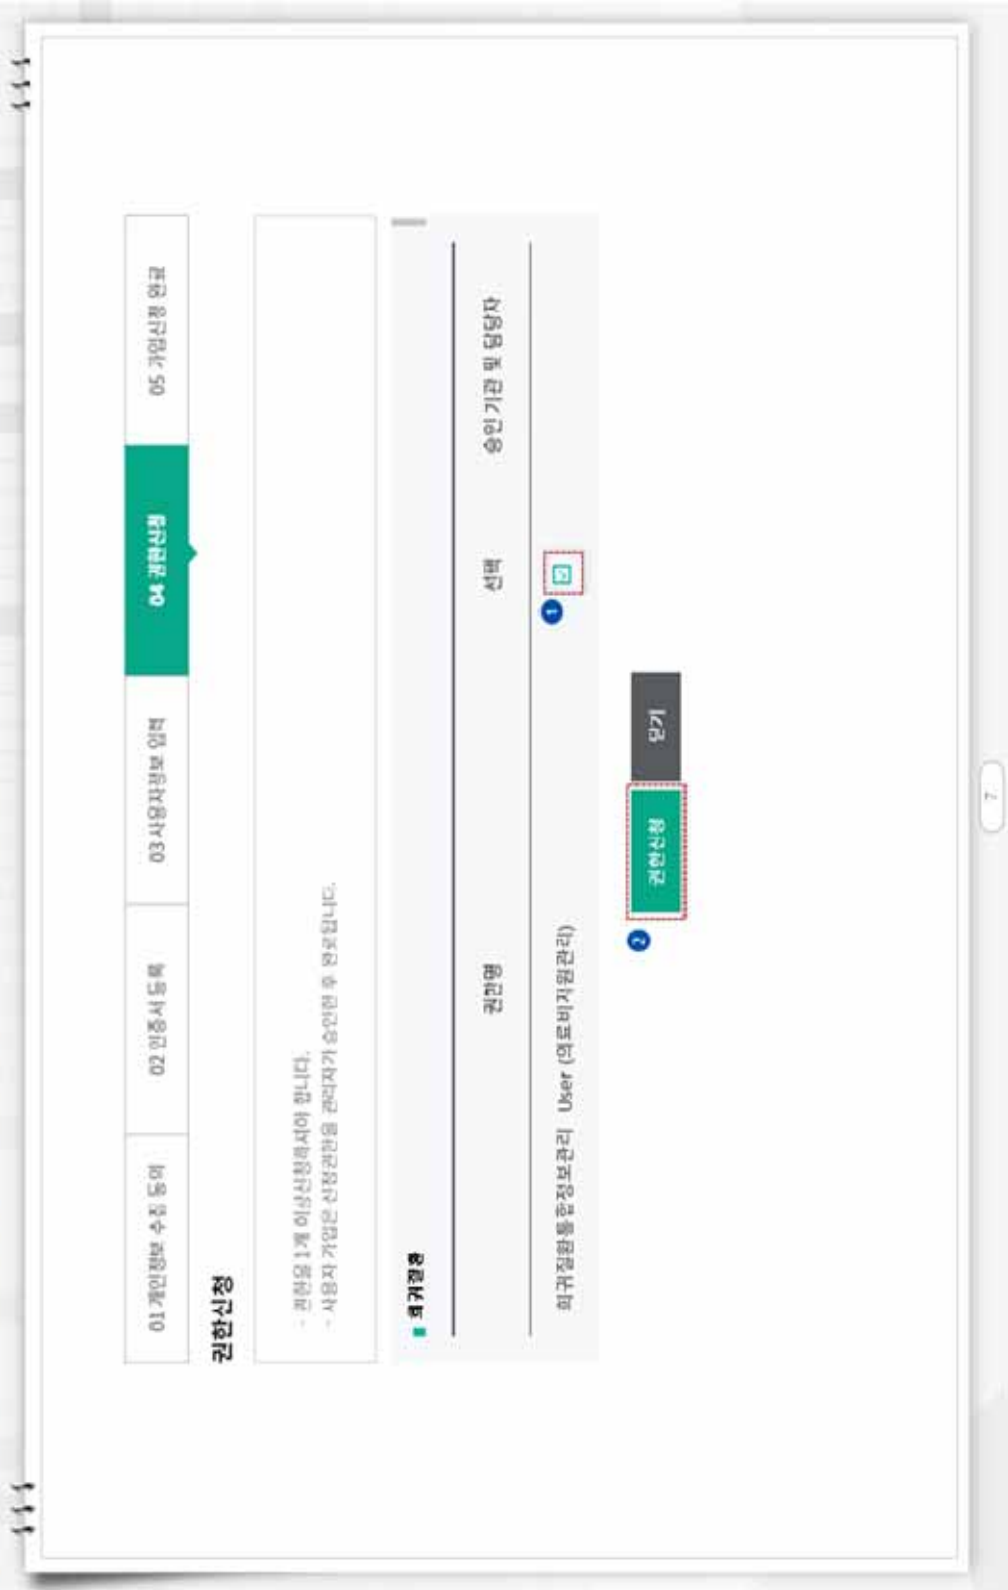 01 개인정보 수집 동의
02 인증서 등록
03 사용자정보 입력
04 권한신청
05 가입신청 완료
권한신청
- 권한을 1개 이상신청하셔야 합니다.
- 사용자 가입은 신청권한을 관리자가 승인한 후 완료됩니다.
희귀질환
권한명
선택
승인기관 및 담당자
희귀질환통합정보관리 User (의료비지원관리)
1
2
권한신청
닫기
7